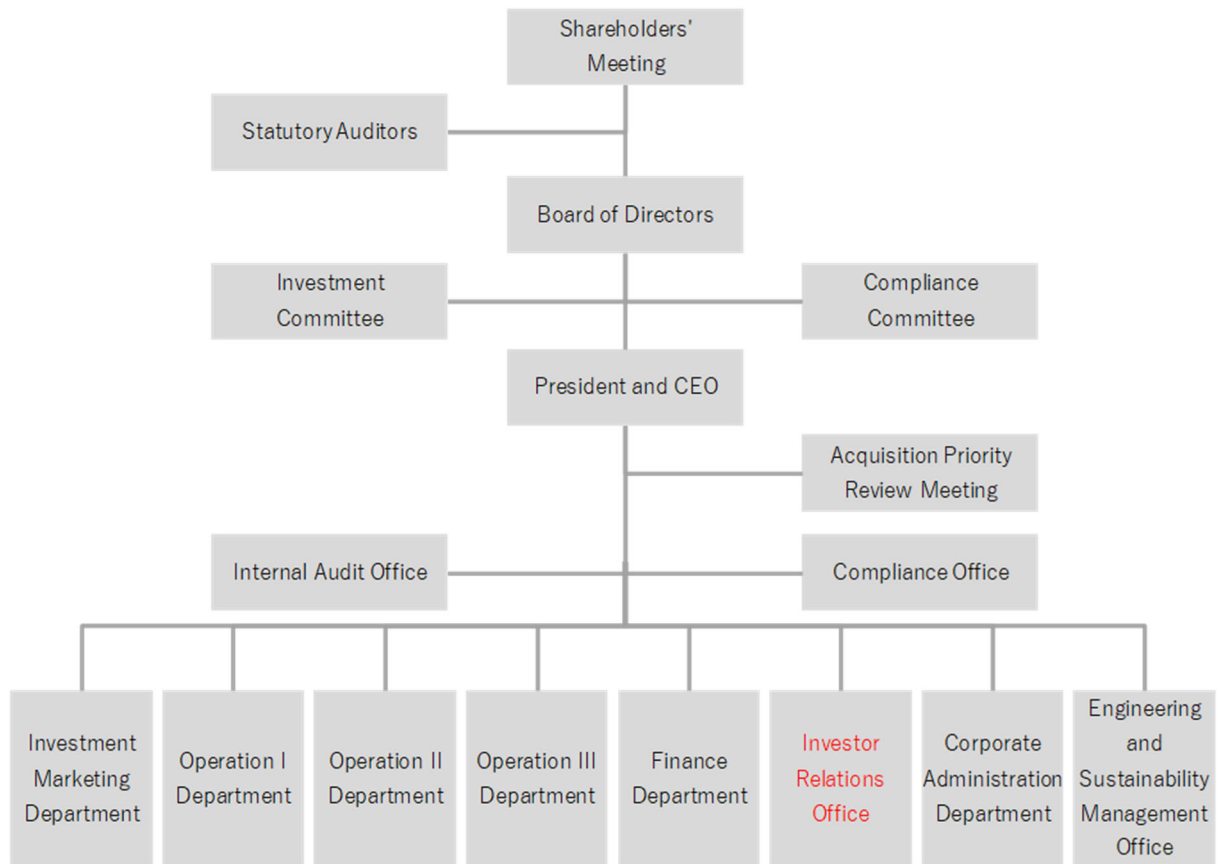 Shareholders'
Meeting
Statutory Auditors
Board of Directors
Investment
Committee
Compliance
Committee
President and CEO
Acquisition Priority
Review Meeting
Internal Audit Office
Compliance Office
Investment
Marketing
Department
Operation I
Department
Operation II
Department
Operation III
Department
Finance
Department
Investor
Relations
Office
Corporate
Administration
Department
Engineering
and
Sustainability
Management
Office